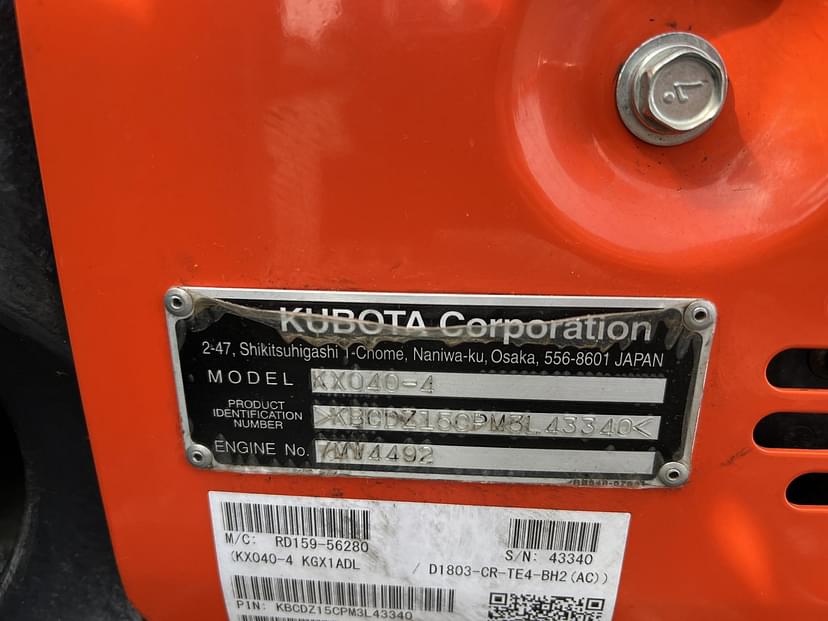 KUBOTA Corporation
2-47, Shikitsuhigashi 1-Chome, Naniwa-ku, Osaka, 556-8601 JAPAN
MODEL KX040-4
PRODUCT IDENTIFICATION NUMBER >KBCDZ15CPM3L43340<
ENGINE No. 4492
M/C: RD159-56280
S/N: 43340
(KX040-4 KGX1ADL / D1803-CR-TE4-BH2(AC))
PIN: KBCDZ15CPM3L43340